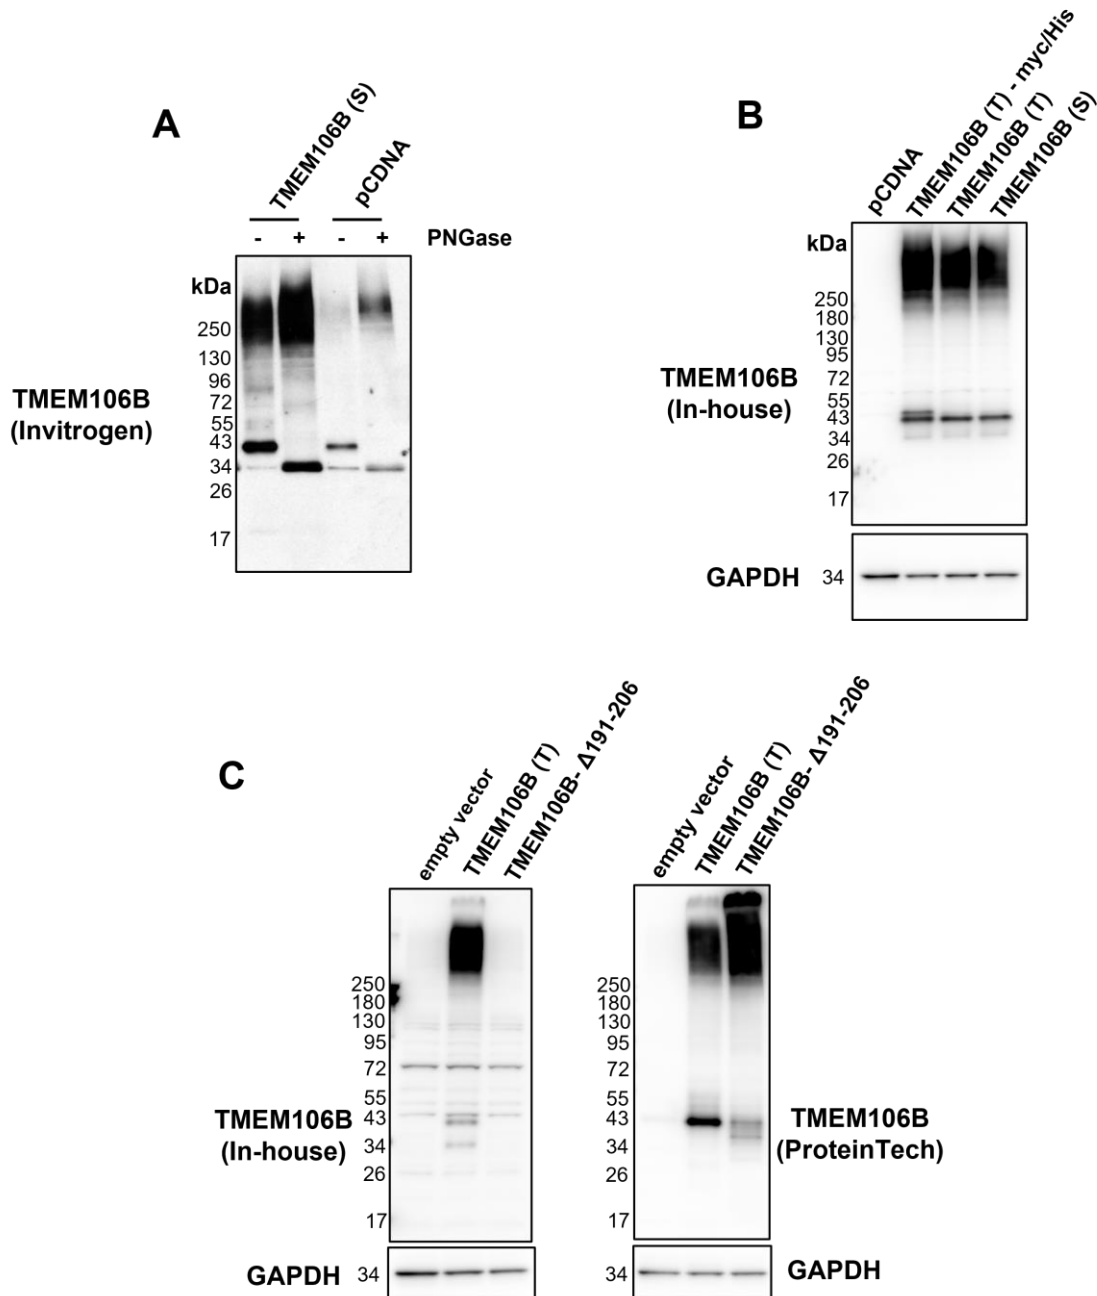 A
TMEM106B (S)
pCDNA
- + - + PNGase
kDa
250
130
96
72
55
43
34
26
17
TMEM106B
(Invitrogen)
B
pCDNA
TMEM106B (T) - myc/His
TMEM106B (T)
TMEM106B (S)
kDa
250
180
130
95
72
55
43
34
26
17
TMEM106B
(In-house)
GAPDH 34
C
empty vector
TMEM106B (T)
TMEM106B- Δ191-206
250
180
130
95
72
55
43
34
26
17
TMEM106B
(In-house)
GAPDH 34
empty vector
TMEM106B (T)
TMEM106B- Δ191-206
250
180
130
95
72
55
43
34
26
17
TMEM106B
(ProteinTech)
34 GAPDH